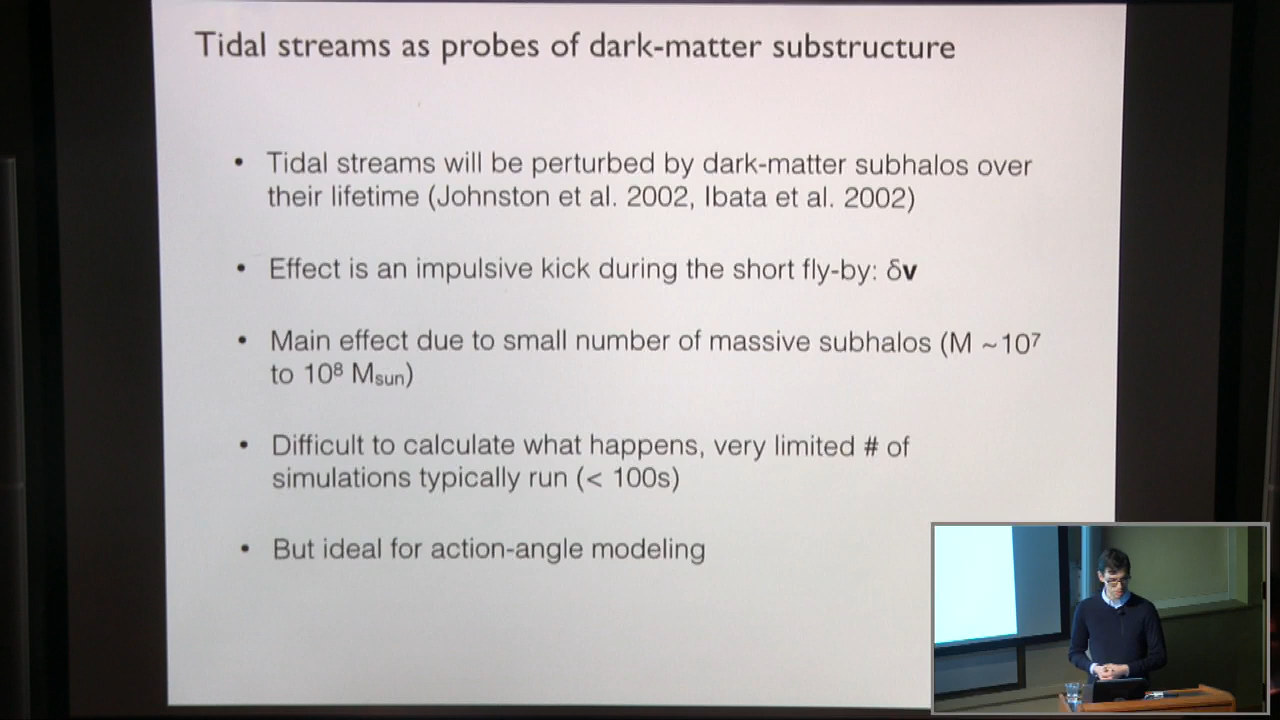 Tidal streams as probes of dark-matter substructure
• Tidal streams will be perturbed by dark-matter subhalos over
their lifetime (Johnston et al. 2002, Ibata et al. 2002)
• Effect is an impulsive kick during the short fly-by: δv
• Main effect due to small number of massive subhalos (M ~10⁷
to 10⁸ Msun)
• Difficult to calculate what happens, very limited # of
simulations typically run (< 100s)
• But ideal for action-angle modeling